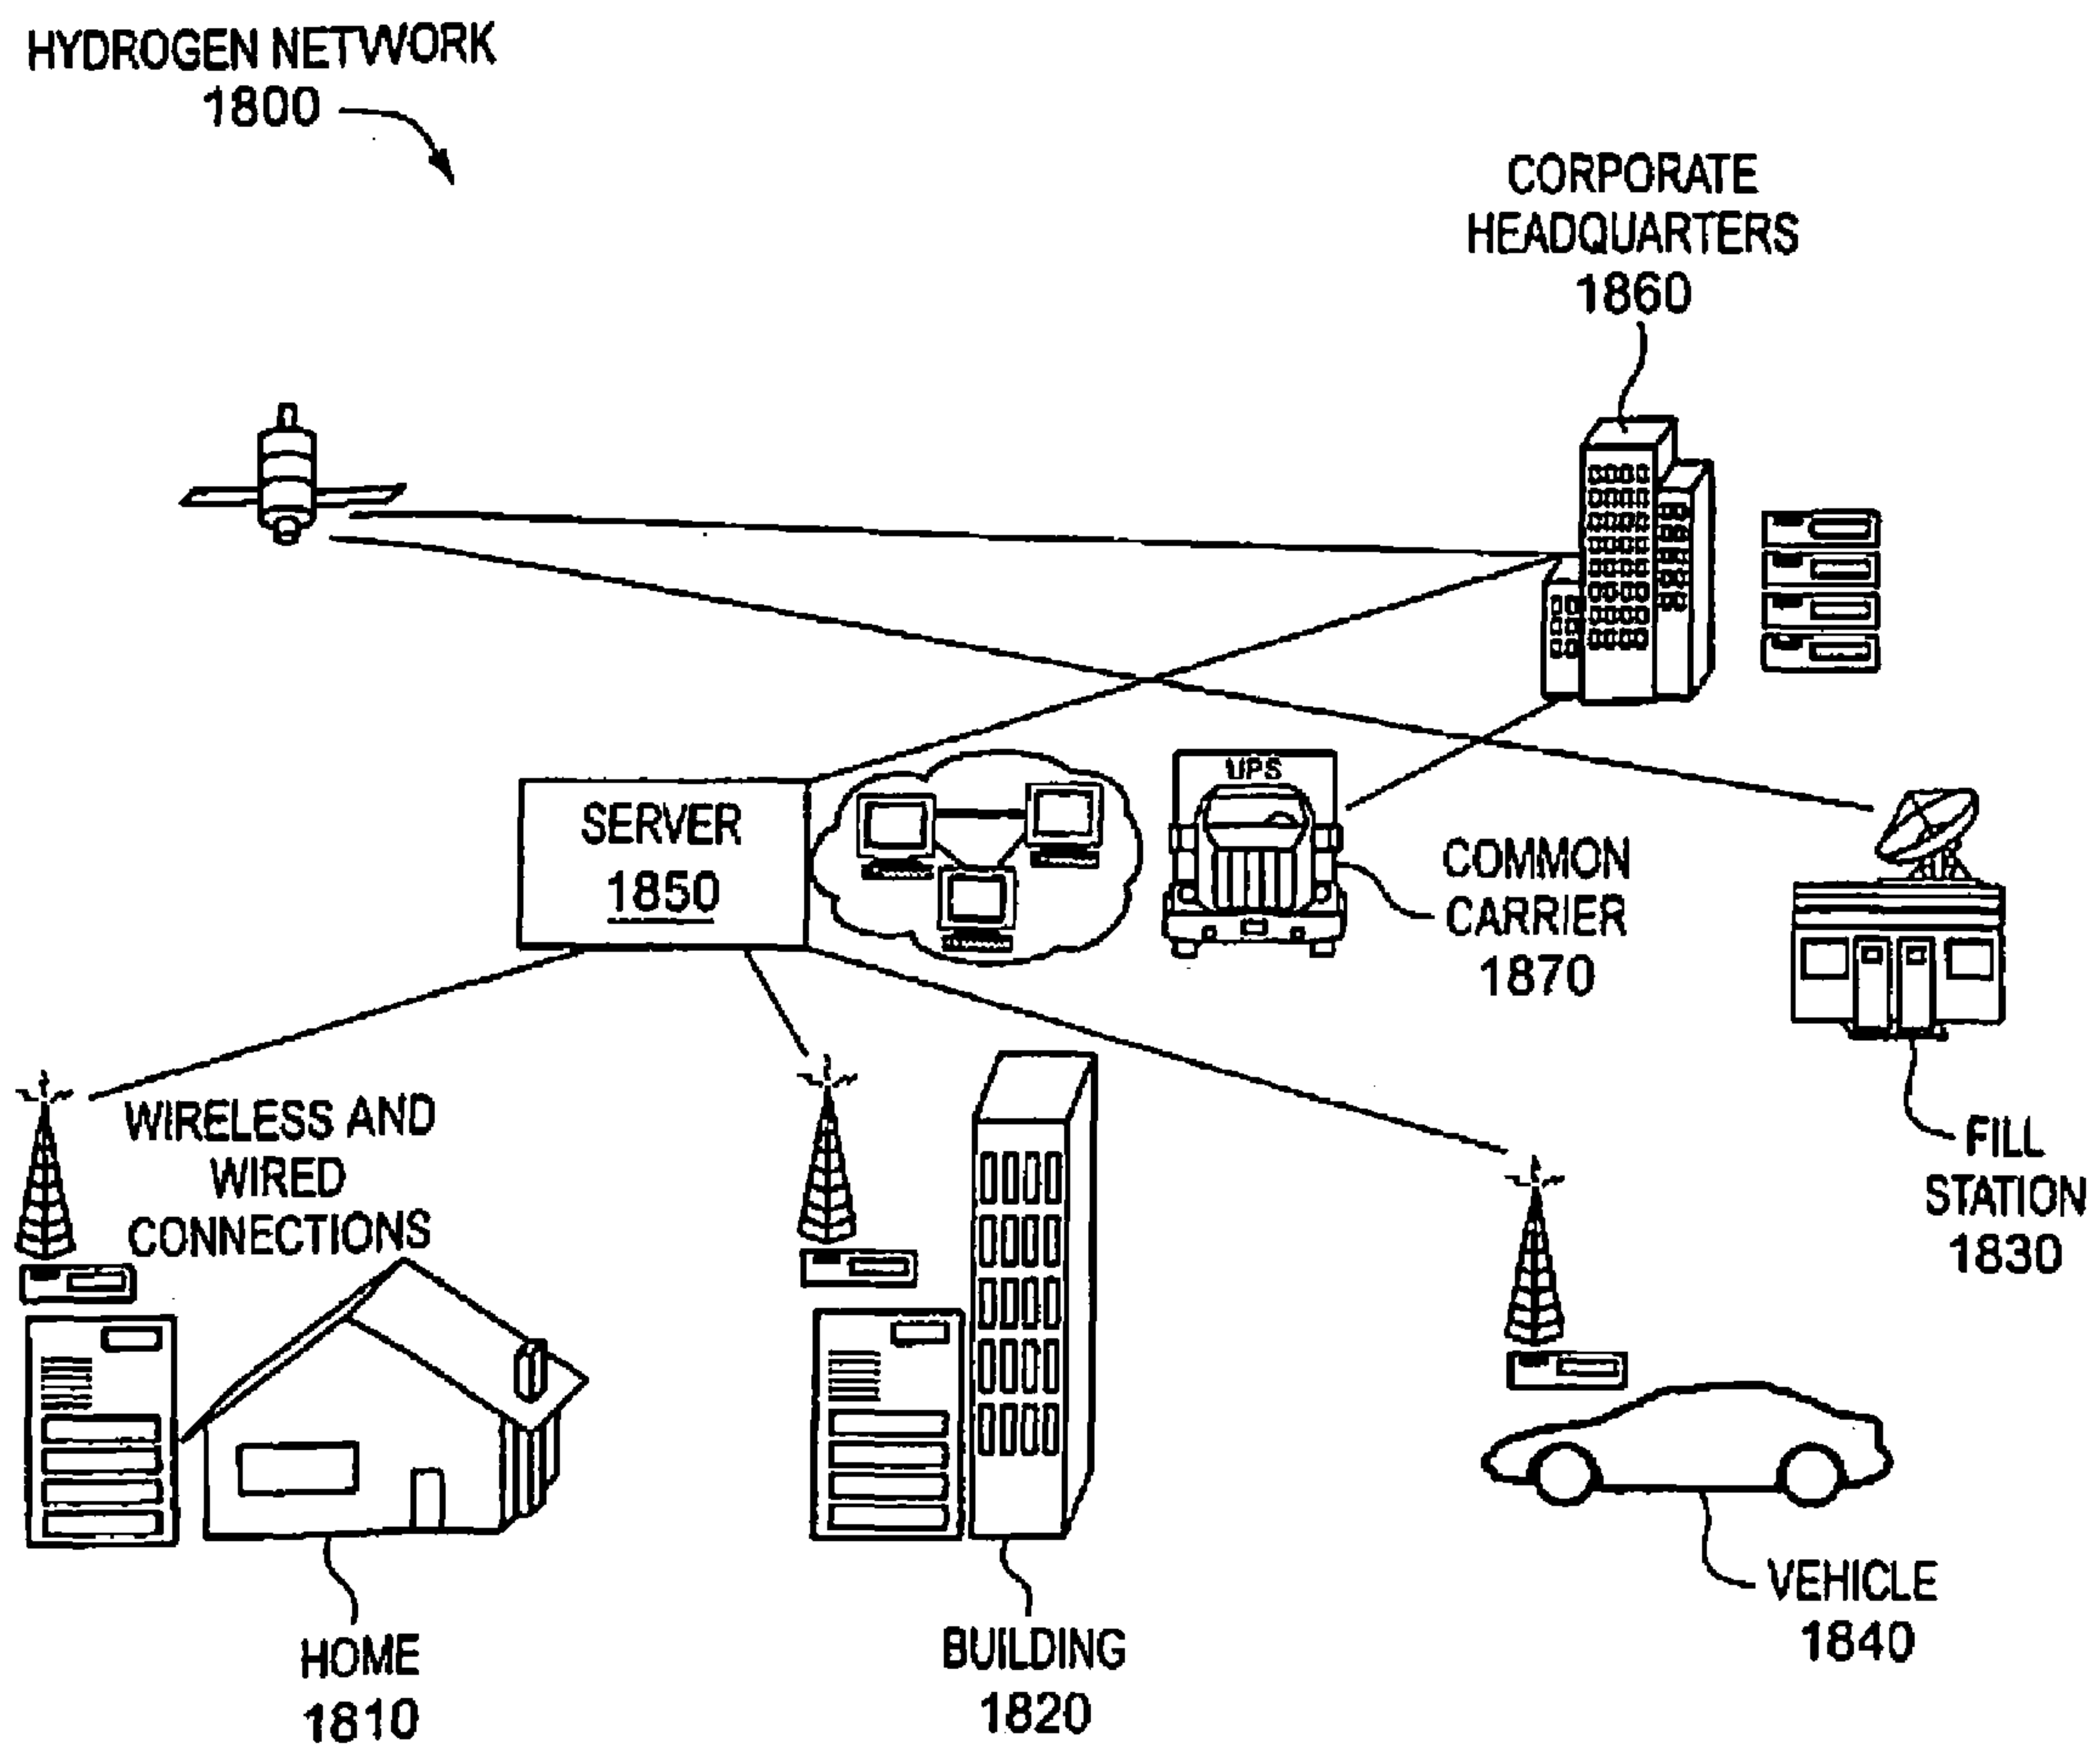 HYDROGEN NETWORK
1800
CORPORATE
HEADQUARTERS
1860
UPS
SERVER
1850
COMMON
CARRIER
1870
WIRELESS AND
WIRED
CONNECTIONS
FILL
STATION
1830
VEHICLE
1840
HOME
1810
BUILDING
1820